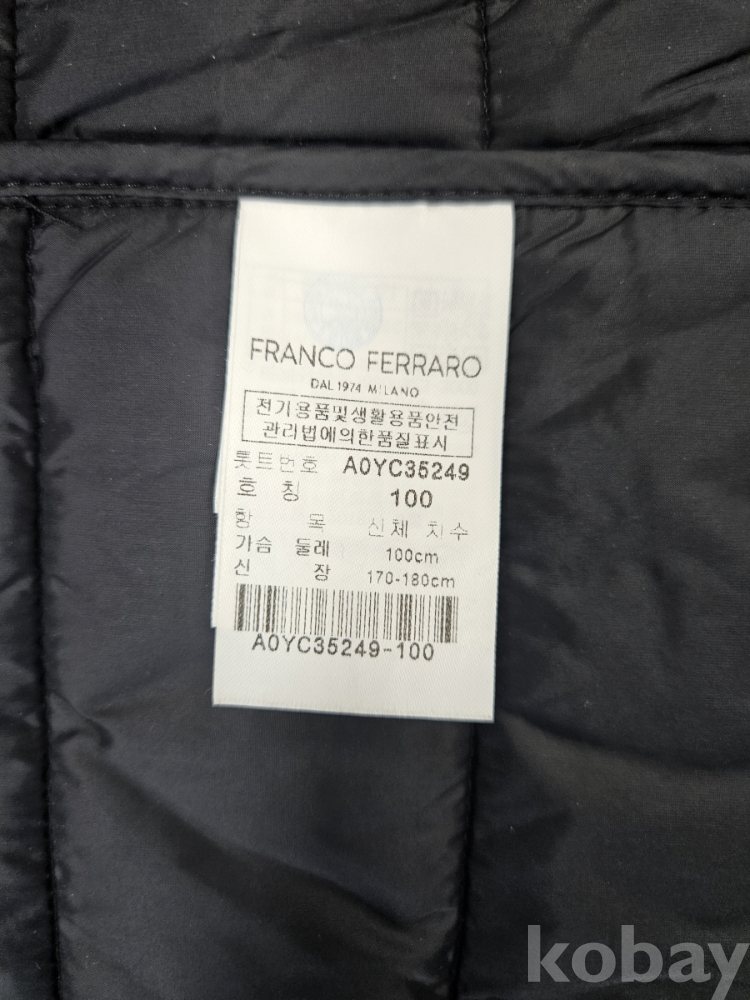 FRANCO FERRARO
DAL 1974 MILANO
전기용품및생활용품안전
관리법에의한품질표시
롯트번호 A0YC35249
호 칭 100
항 목 신체 치수
가슴 둘레 100cm
신 장 170-180cm
A0YC35249-100
kobay